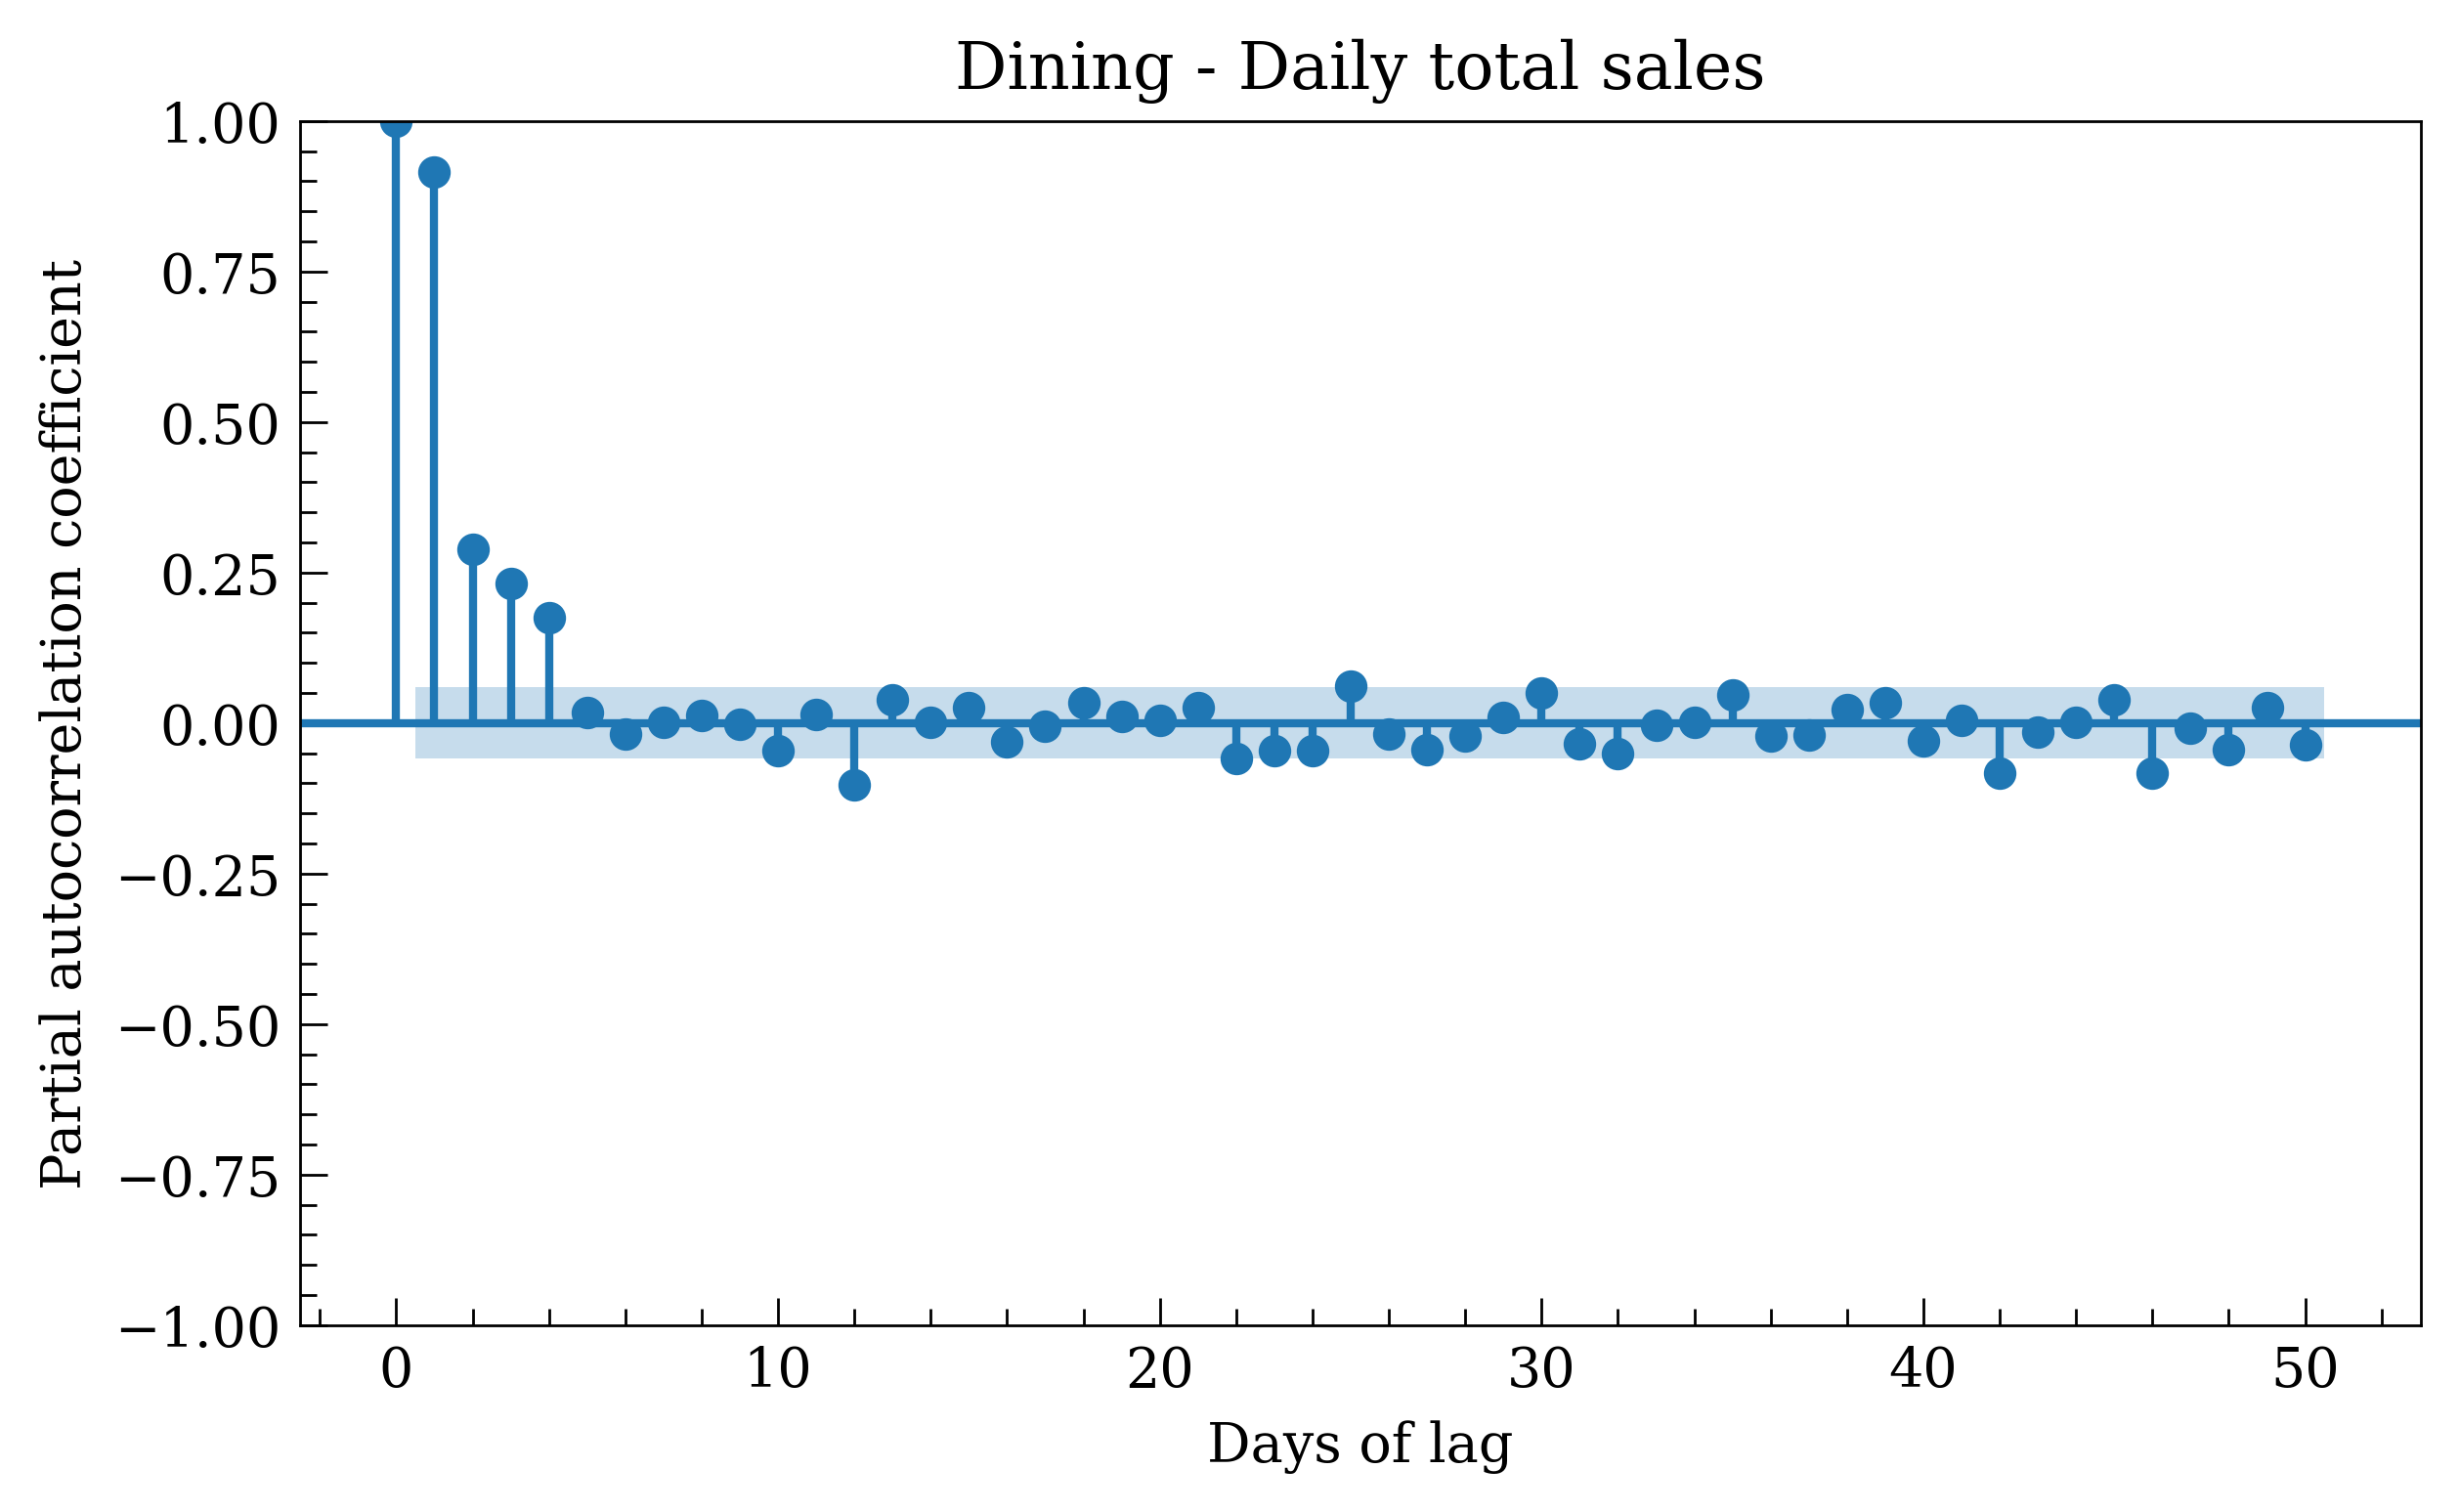 Dining - Daily total sales
Partial autocorrelation coefficient
1.00
0.75
0.50
0.25
0.00
−0.25
−0.50
−0.75
−1.00
0 10 20 30 40 50
Days of lag